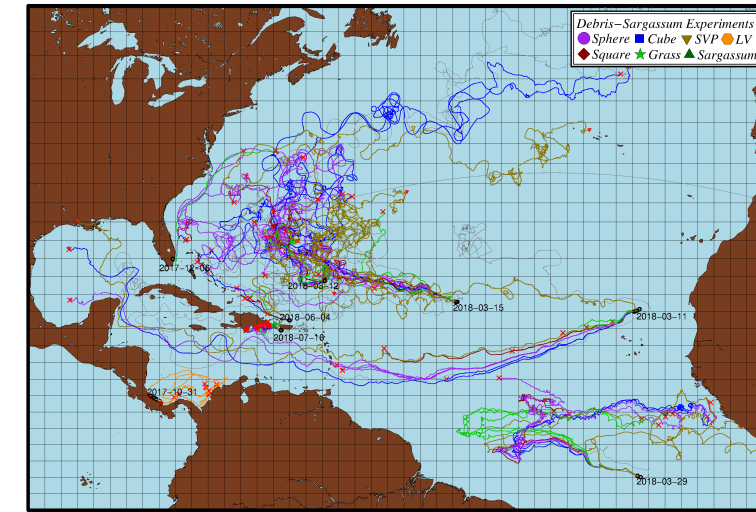 Debris-Sargassum Experiments
Sphere Cube SVP LV
Square Grass Sargassum
2017-12-06
2018-03-12
2018-03-15
2018-03-11
2018-06-04
2018-07-16
2017-10-31
2018-03-29